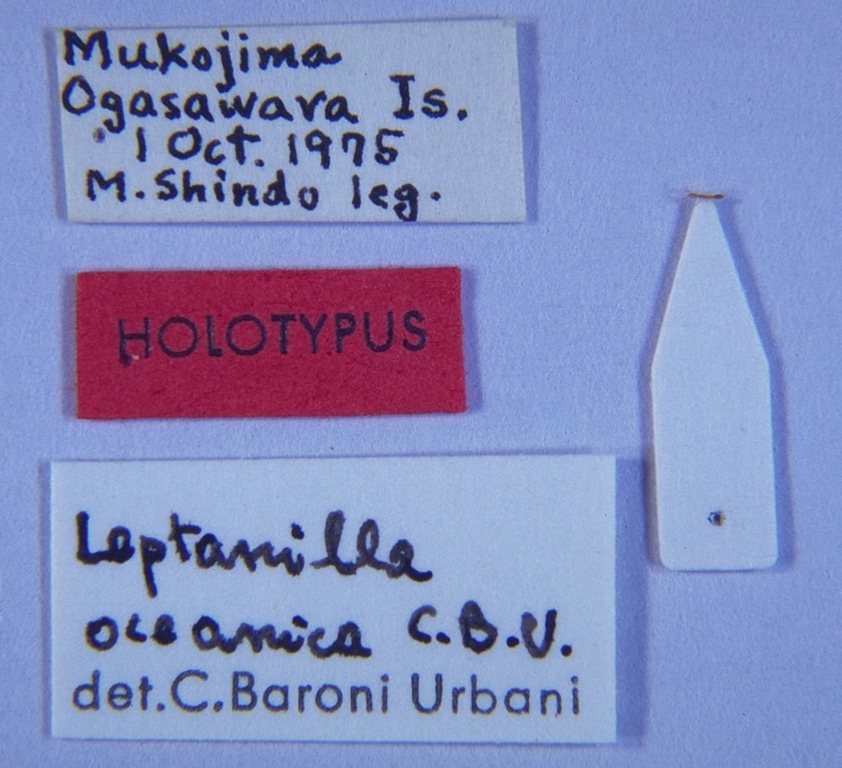 Mukojima
Ogasawara Is.
1 Oct. 1975
M. Shindo leg.
HOLOTYPUS
Leptanilla
oceanica C.B.U.
det.C.Baroni Urbani